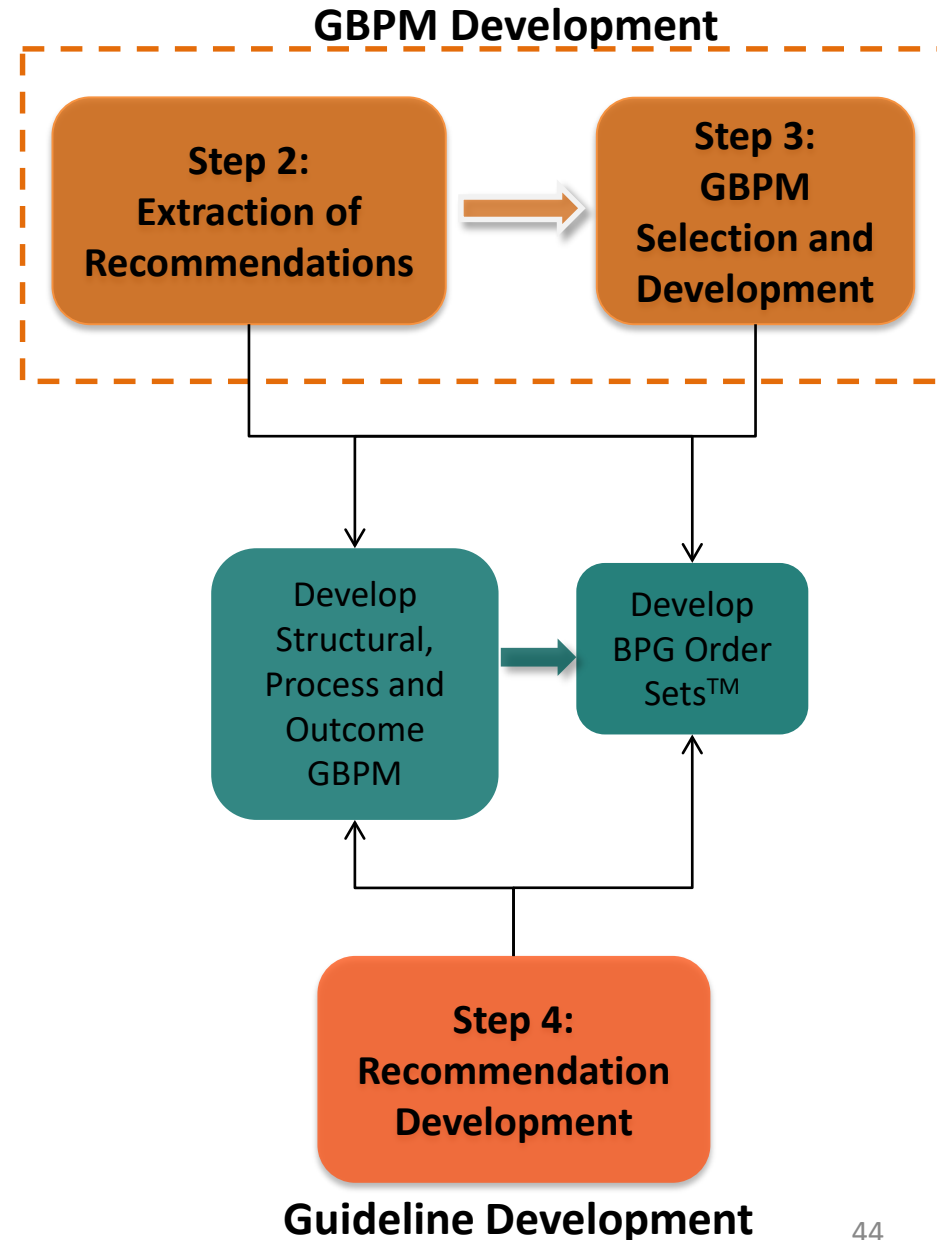 GBPM Development
Step 2:
Extraction of
Recommendations
Step 3:
GBPM
Selection and
Development
Develop
Structural,
Process and
Outcome
GBPM
Develop
BPG Order
Sets™
Step 4:
Recommendation
Development
Guideline Development
44